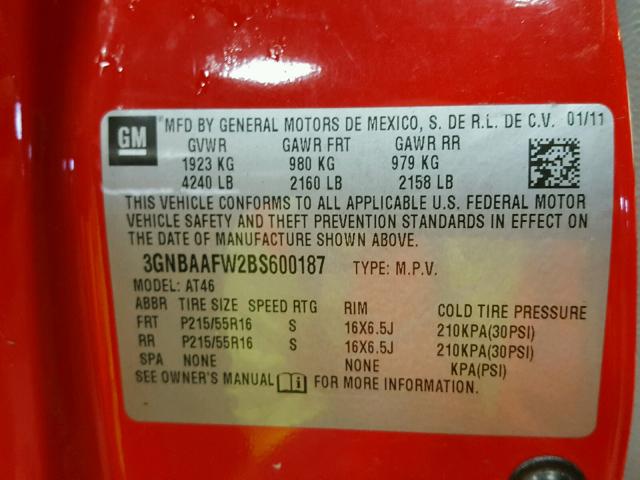 GM MFD BY GENERAL MOTORS DE MEXICO, S. DE R.L. DE C.V. 01/11
GVWR GAWR FRT GAWR RR
1923 KG 980 KG 979 KG
4240 LB 2160 LB 2158 LB
THIS VEHICLE CONFORMS TO ALL APPLICABLE U.S. FEDERAL MOTOR
VEHICLE SAFETY AND THEFT PREVENTION STANDARDS IN EFFECT ON
THE DATE OF MANUFACTURE SHOWN ABOVE.
3GNBAAFW2BS600187 TYPE: M.P.V.
MODEL: AT46
ABBR TIRE SIZE SPEED RTG RIM COLD TIRE PRESSURE
FRT P215/55R16 S 16X6.5J 210KPA(30PSI)
RR P215/55R16 S 16X6.5J 210KPA(30PSI)
SPA NONE NONE KPA(PSI)
SEE OWNER'S MANUAL i FOR MORE INFORMATION.